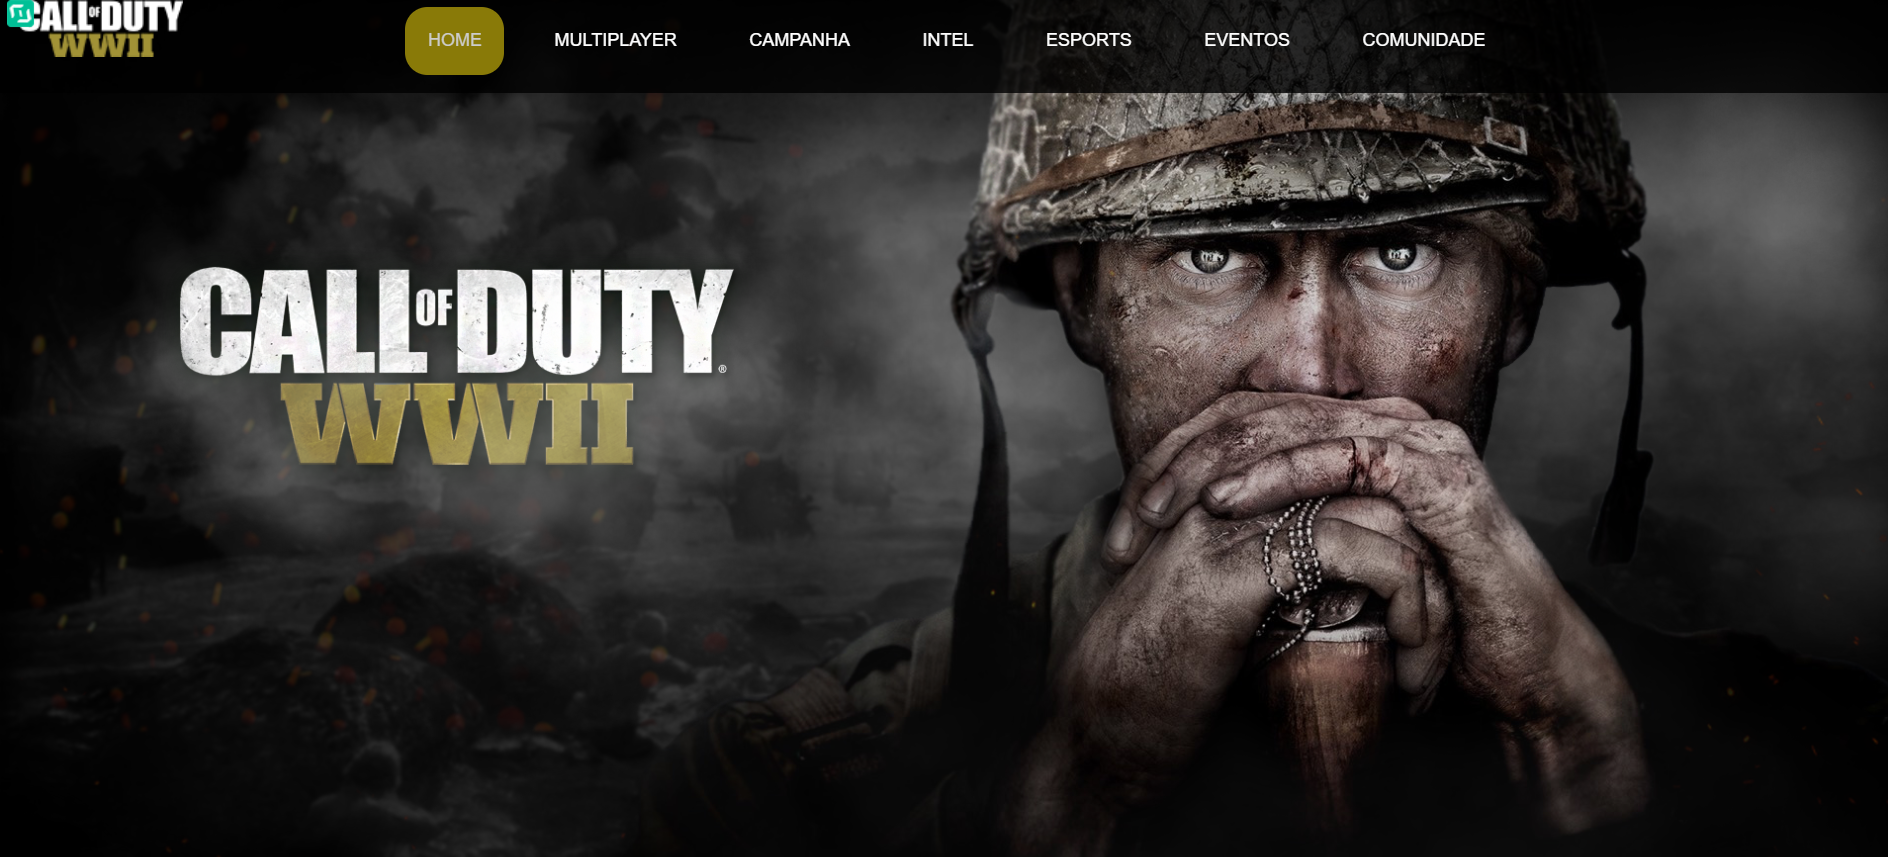 CALL OF DUTY
WWII
HOME MULTIPLAYER CAMPANHA INTEL ESPORTS EVENTOS COMUNIDADE
CALL OF DUTY®
WWII